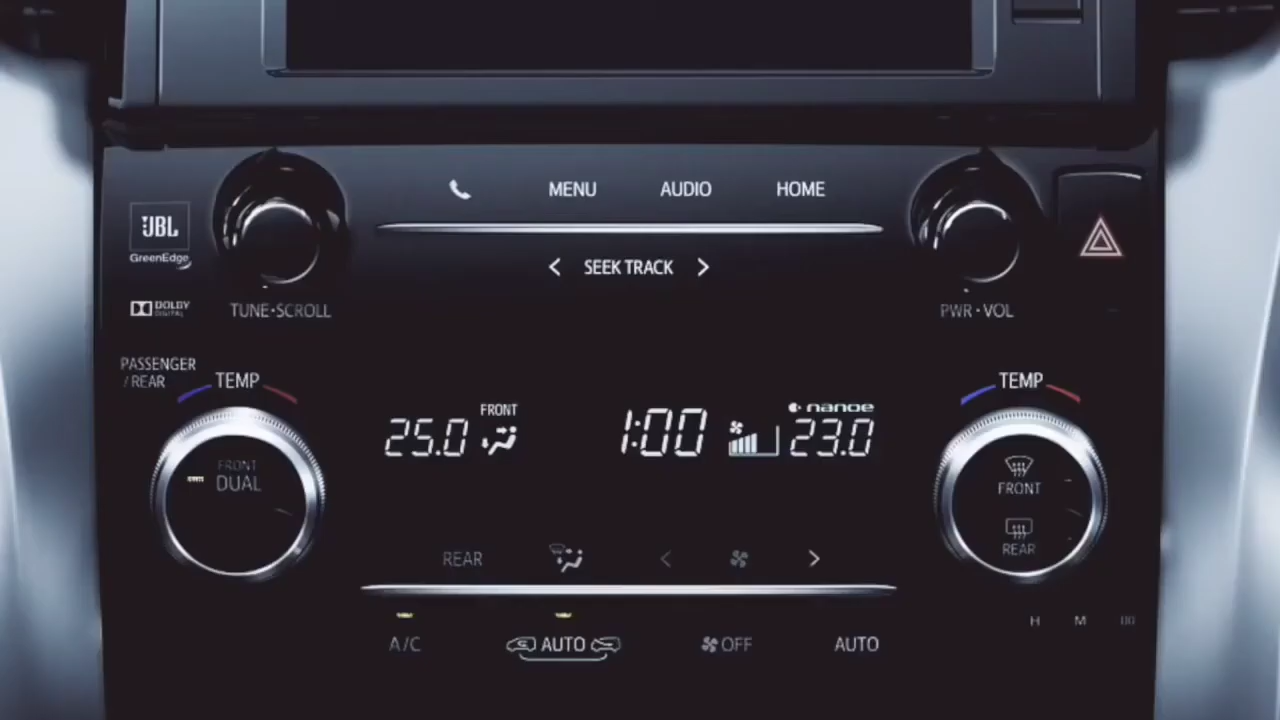 MENU AUDIO HOME
JBL
GreenEdge
SEEK TRACK
DOLBY
DIGITAL
TUNE•SCROLL
PWR•VOL
PASSENGER
/REAR
TEMP
TEMP
25.0 FRONT
1:00
nanoe
23.0
FRONT
DUAL
FRONT
REAR
REAR
A/C
AUTO
OFF
AUTO
H M